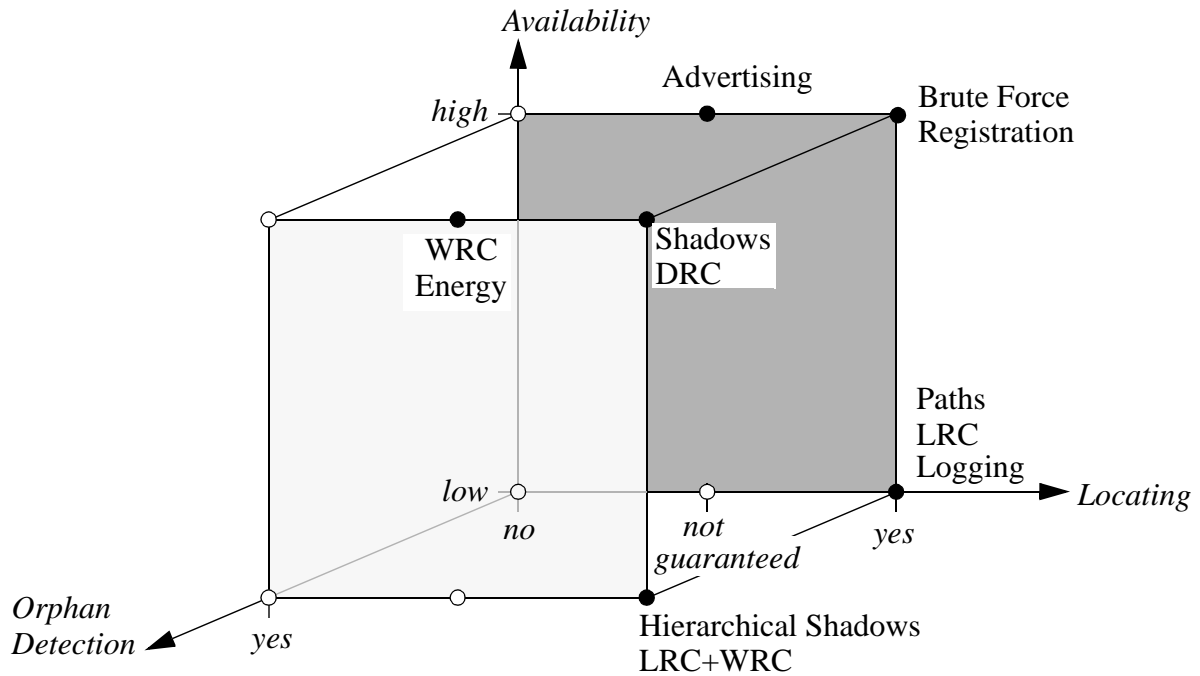 Availability
Advertising
high
Brute Force
Registration
WRC
Energy
Shadows
DRC
Paths
LRC
Logging
low
Locating
no
not
guaranteed
yes
Orphan
Detection
yes
Hierarchical Shadows
LRC+WRC